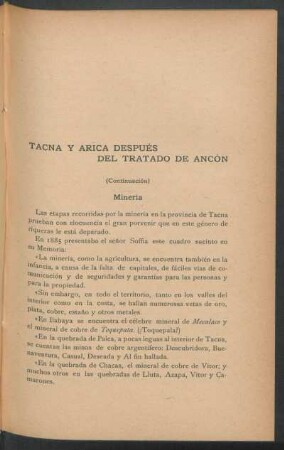 TACNA Y ARICA DESPUÉS
DEL TRATADO DE ANCÓN
(Continuación)
Minería
Las etapas recorridas por la minería en la provincia de Tacna
prueban con elocuencia el gran porvenir que en este género de
riquezas le está deparado.
En 1885 presentaba el señor Soffia este cuadro sucinto en
su Memoria:
«La minería, como la agricultura, se encuentra también en la
infancia, a causa de la falta de capitales, de fáciles vías de co-
municación y de seguridades y garantías para las personas y
para la propiedad.
«Sin embargo, en todo el territorio, tanto en los valles del
interior como en la costa, se hallan numerosas vetas de oro,
plata, cobre, estaño y otros metales.
«En Ilabaya se encuentra el célebre mineral de Mecalaco y
el mineral de cobre de Toquepata. (¿Toquepala?)
«En la quebrada de Palca, a pocas leguas al interior de Tacna,
se cuentan las minas de cobre argentífero: Descubridora, Bue-
naventura, Casual, Deseada y Al fin hallada.
«En la quebrada de Chacas, el mineral de cobre de Vítor; y
muchos otros en las quebradas de Lluta, Azapa, Vítor y Ca-
marones.